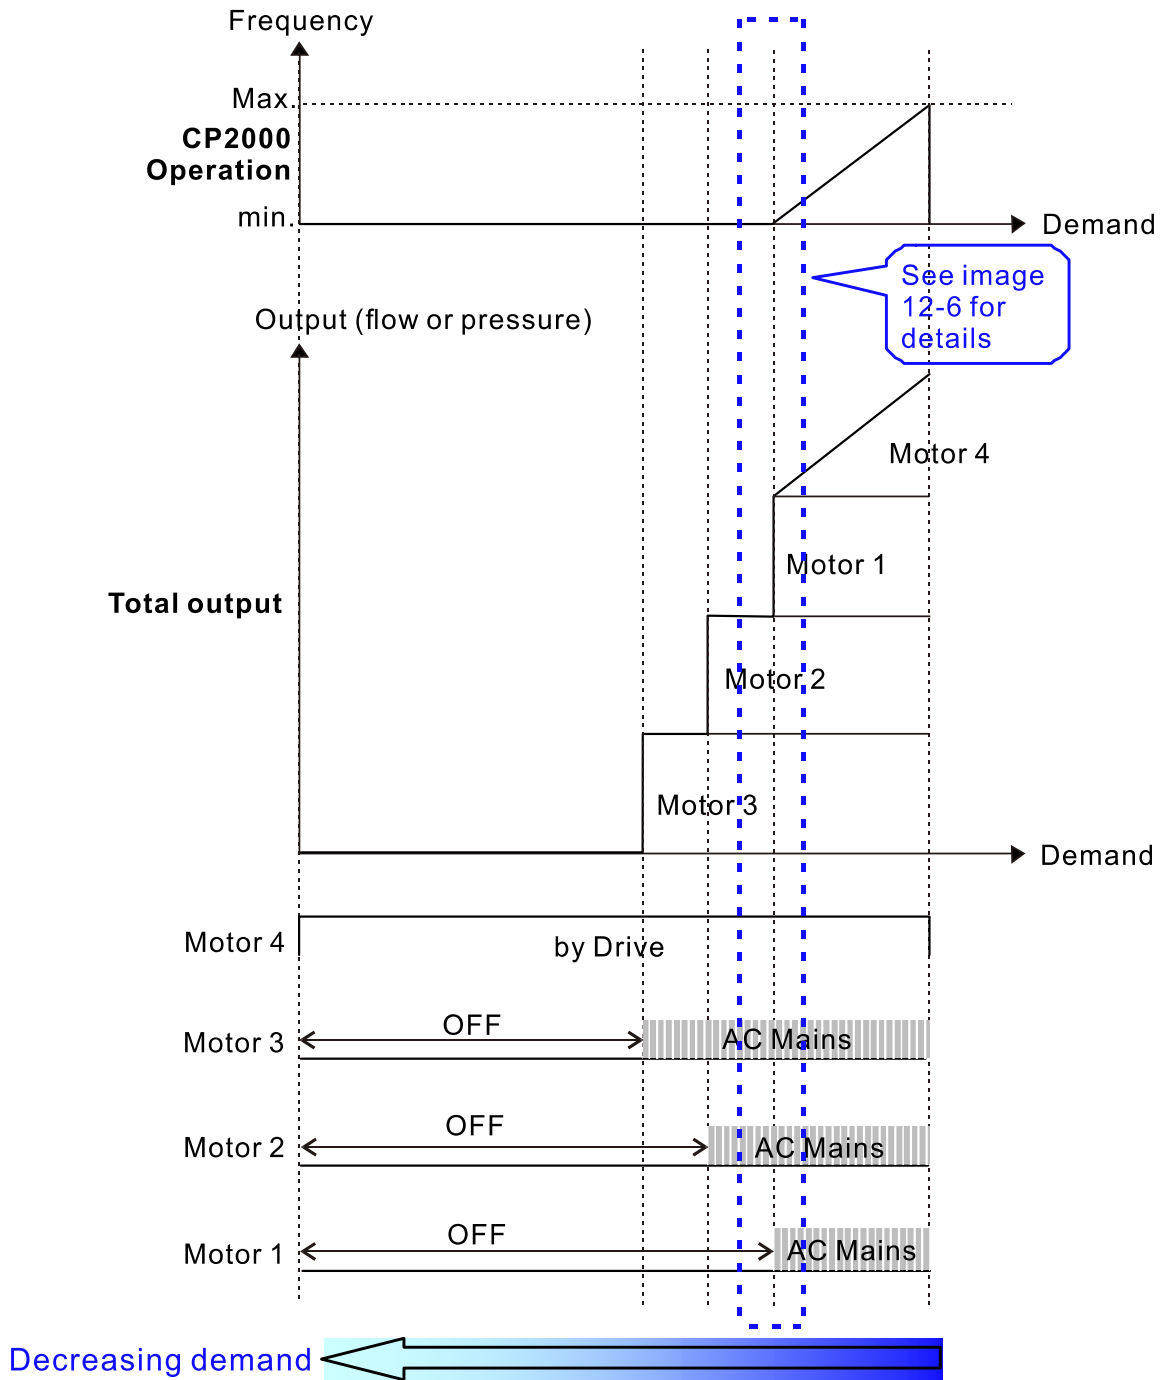 Frequency
Max.
CP2000
Operation
min.
Demand
See image
12-6 for
details
Output (flow or pressure)
Motor 4
Motor 1
Total output
Motor 2
Motor 3
Demand
Motor 4
by Drive
OFF
Motor 3
AC Mains
OFF
Motor 2
AC Mains
OFF
Motor 1
AC Mains
Decreasing demand